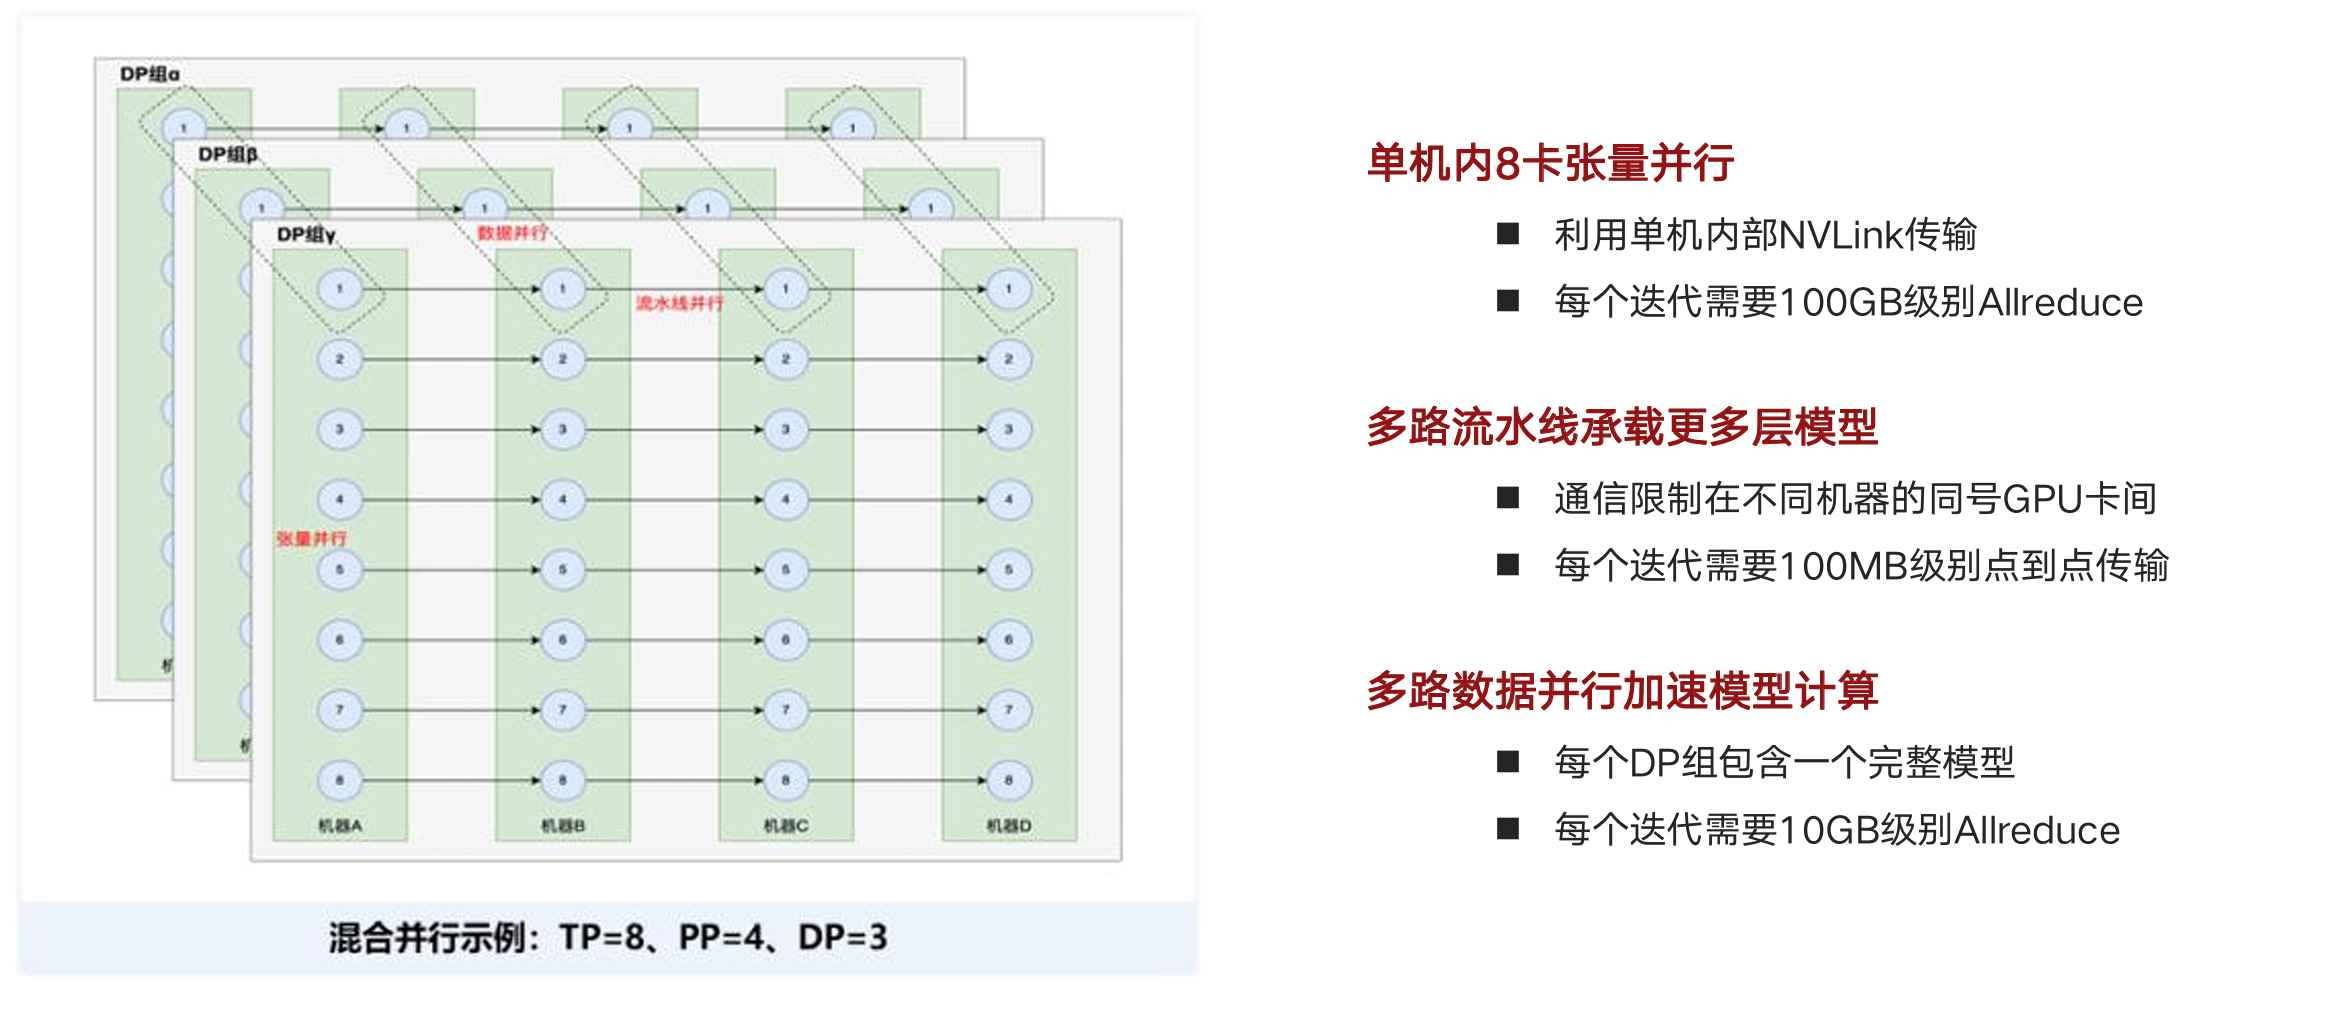 DP组α
1 1 1 1
DP组β
1 1 1 1
DP组γ
数据并行
1 1 1 1
流水线并行
2 2 2 2
3 3 3 3
4 4 4 4
张量并行
5 5 5 5
6 6 6 6
7 7 7 7
8 8 8 8
机器A 机器B 机器C 机器D
混合并行示例：TP=8、PP=4、DP=3
单机内8卡张量并行
利用单机内部NVLink传输
每个迭代需要100GB级别Allreduce
多路流水线承载更多层模型
通信限制在不同机器的同号GPU卡间
每个迭代需要100MB级别点到点传输
多路数据并行加速模型计算
每个DP组包含一个完整模型
每个迭代需要10GB级别Allreduce